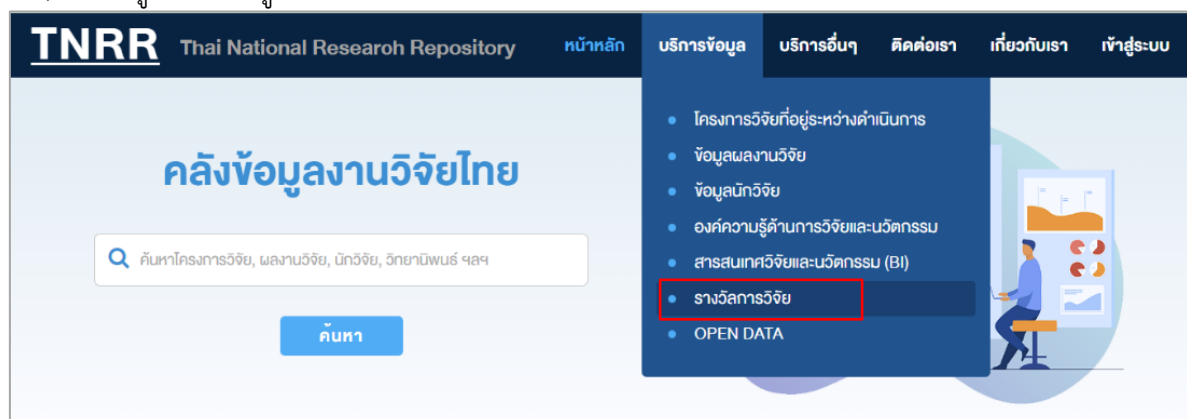 TNRR Thai National Researoh Repository หน้าหลัก บริการข้อมูล บริการอื่นๆ ติดต่อเรา เกี่ยวกับเรา เข้าสู่ระบบ
โครงการวิจัยที่อยู่ระหว่างดำเนินการ
ข้อมูลผลงานวิจัย
ข้อมูลนักวิจัย
องค์ความรู้ด้านการวิจัยและนวัตกรรม
สารสนเทศวิจัยและนวัตกรรม (BI)
รางวัลการวิจัย
OPEN DATA
คลังข้อมูลงานวิจัยไทย
ค้นหาโครงการวิจัย, ผลงานวิจัย, นักวิจัย, วิทยานิพนธ์ ฯลฯ
ค้นหา